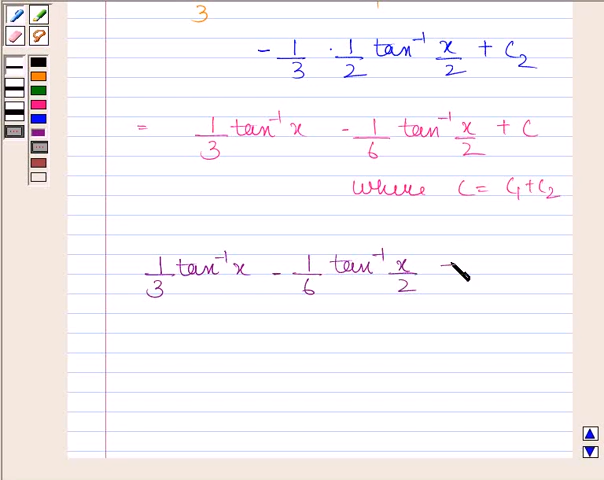 3
- 1/3 · 1/2 tan⁻¹ x/2 + C₂
= 1/3 tan⁻¹ x - 1/6 tan⁻¹ x/2 + C
where C = C₁+C₂
1/3 tan⁻¹ x - 1/6 tan⁻¹ x/2